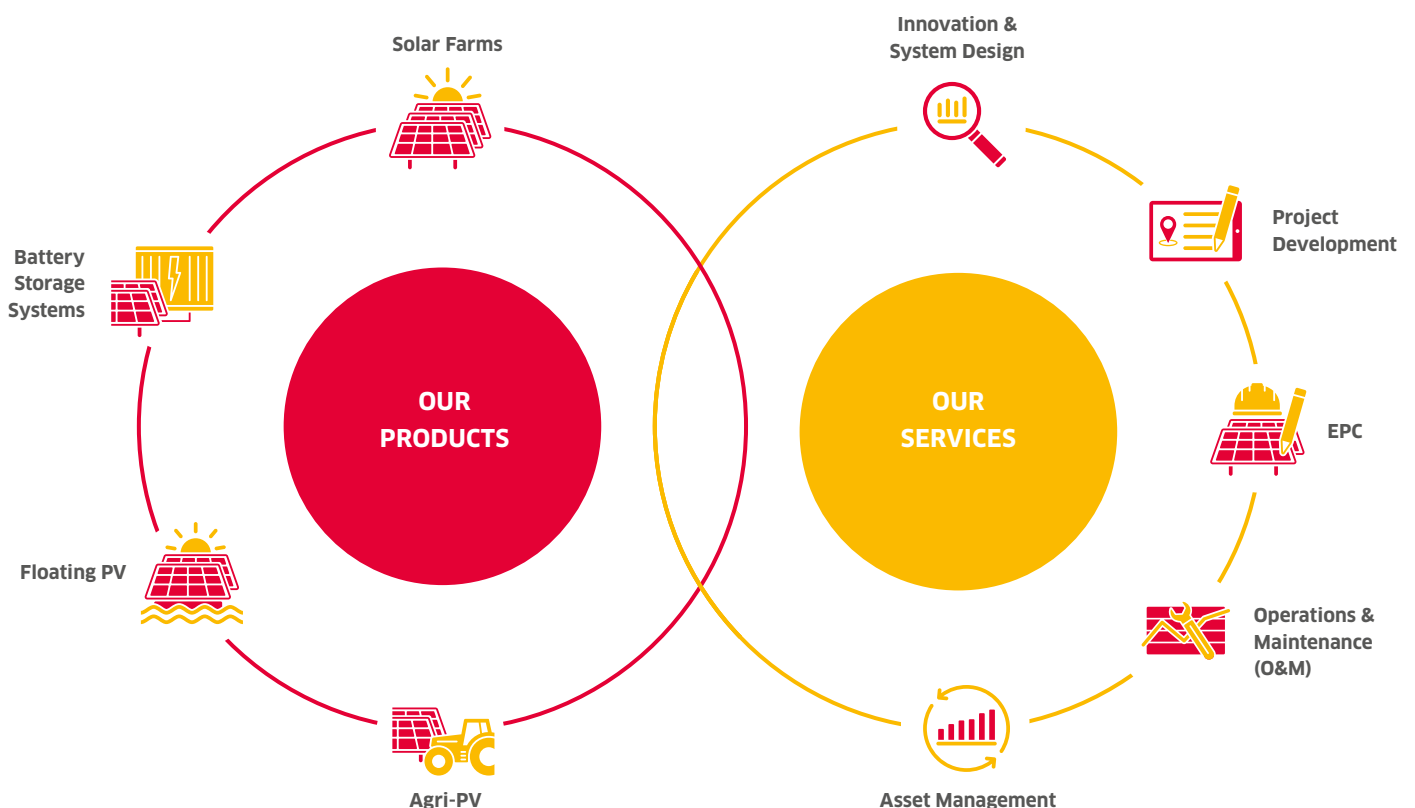 Solar Farms
Battery
Storage
Systems
OUR
PRODUCTS
Floating PV
Agri-PV
Innovation &
System Design
Project
Development
OUR
SERVICES
EPC
Operations &
Maintenance
(O&M)
Asset Management